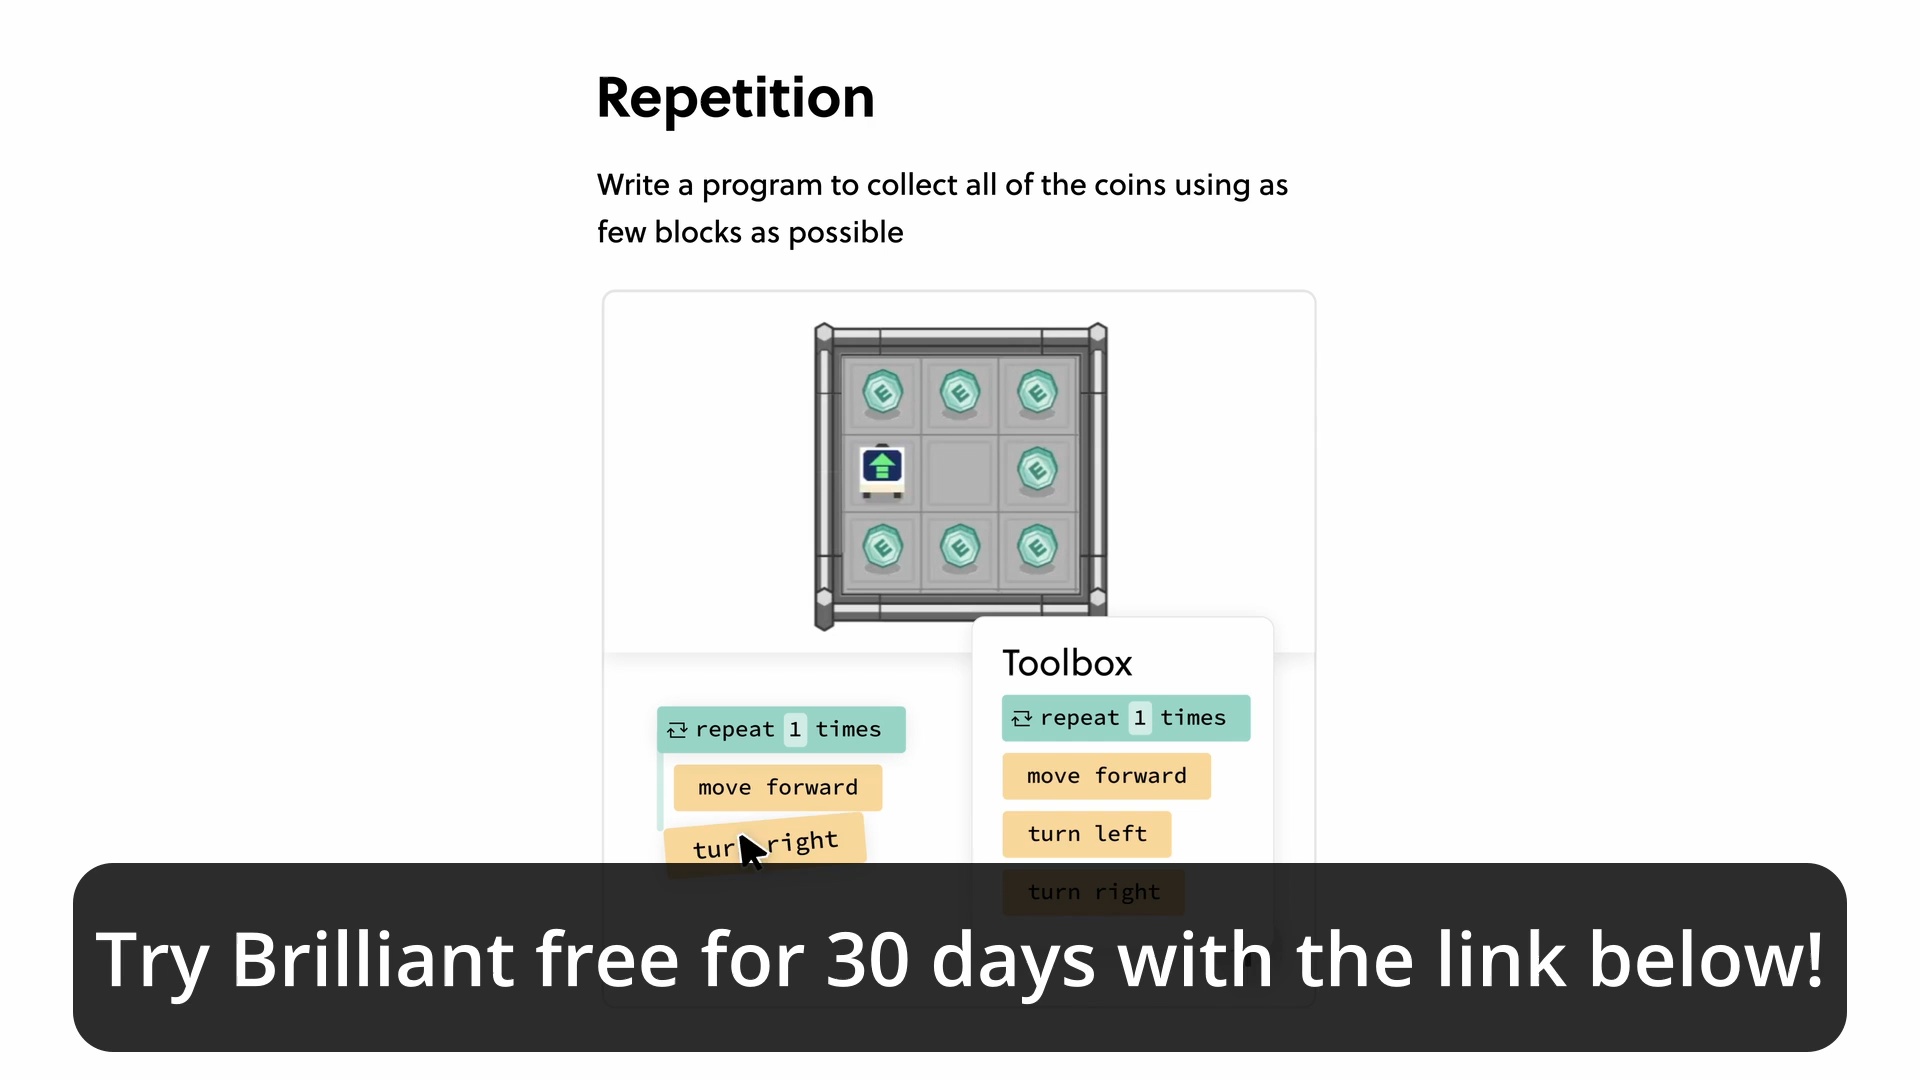 Repetition
Write a program to collect all of the coins using as
few blocks as possible
E E E
E
E E E
Toolbox
repeat 1 times
move forward
turn left
turn right
repeat 1 times
move forward
turn right
Try Brilliant free for 30 days with the link below!